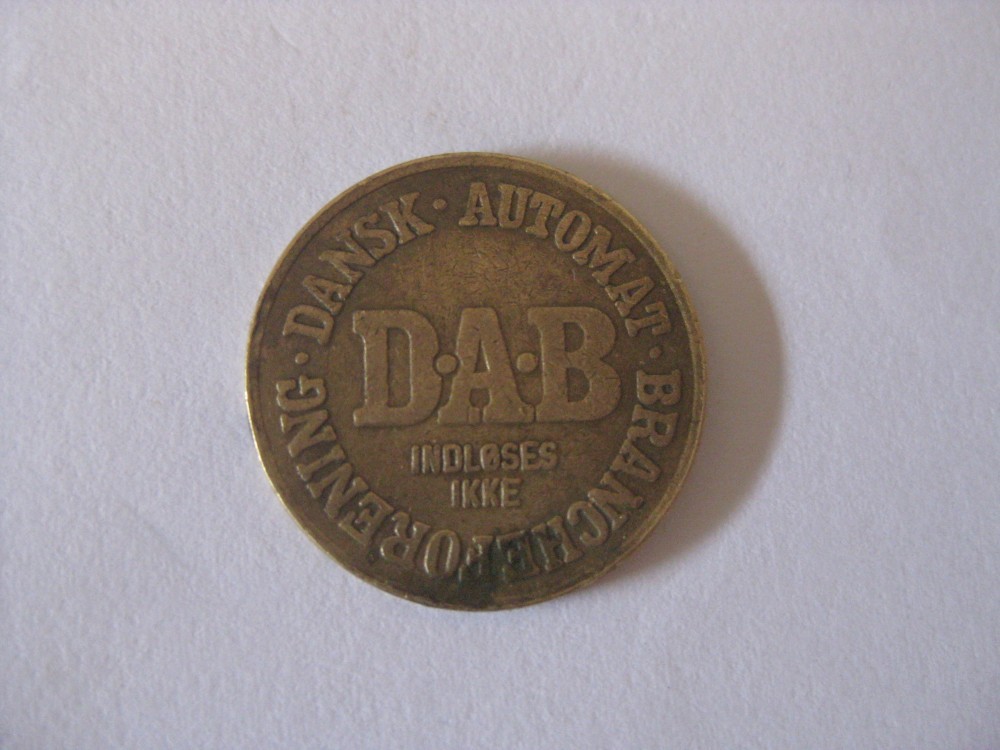 DANSK · AUTOMAT · BRANCHEFORENING ·
D·A·B
INDLØSES
IKKE